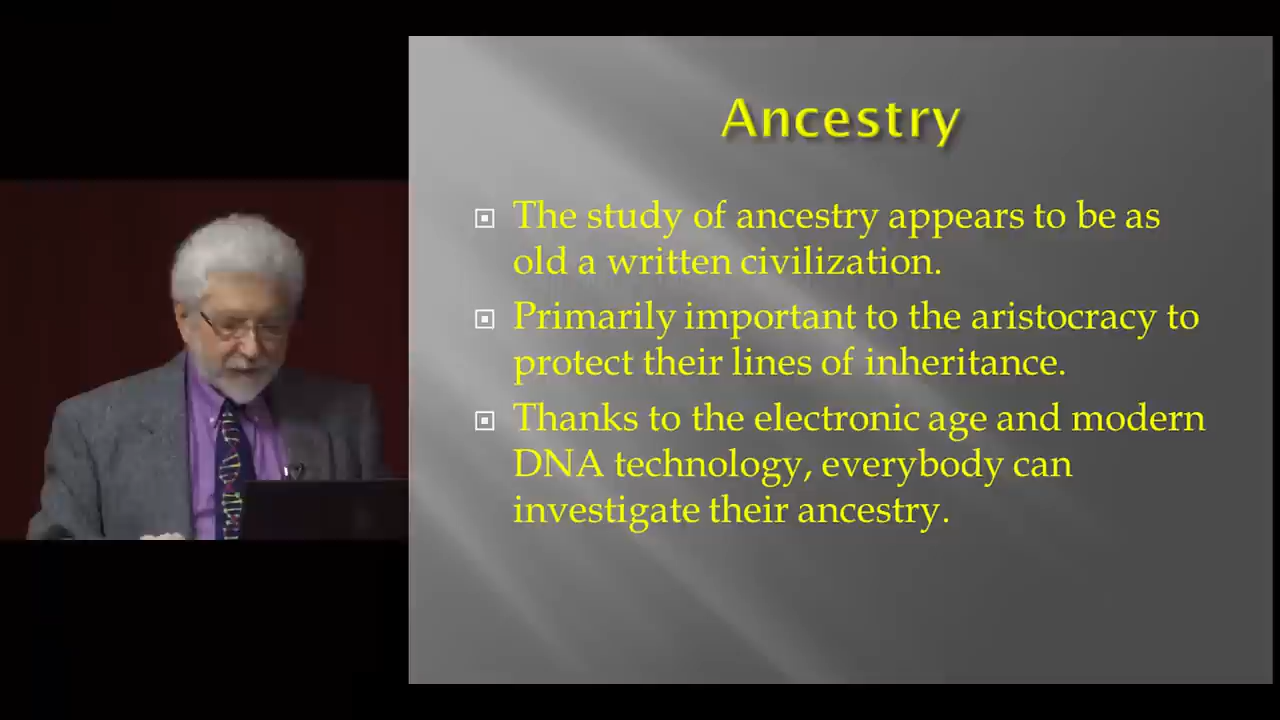 Ancestry
The study of ancestry appears to be as
old a written civilization.
Primarily important to the aristocracy to
protect their lines of inheritance.
Thanks to the electronic age and modern
DNA technology, everybody can
investigate their ancestry.